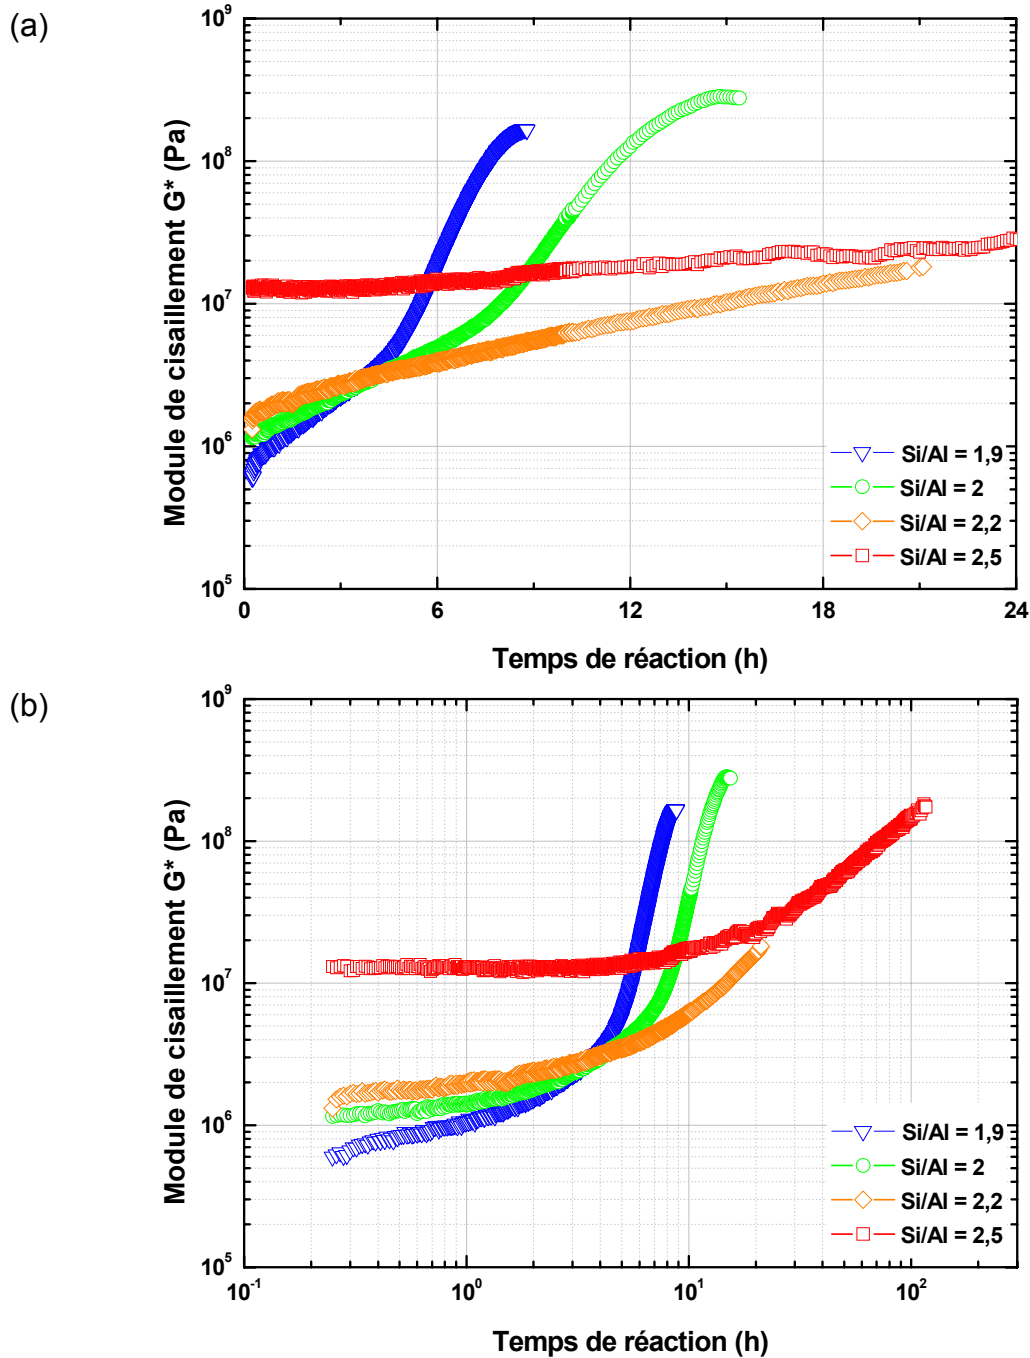 (a)
10⁹
10⁸
10⁷
10⁶
10⁵
Module de cisaillement G* (Pa)
Si/Al = 1,9
Si/Al = 2
Si/Al = 2,2
Si/Al = 2,5
0 6 12 18 24
Temps de réaction (h)
(b)
10⁹
10⁸
10⁷
10⁶
10⁵
Module de cisaillement G* (Pa)
Si/Al = 1,9
Si/Al = 2
Si/Al = 2,2
Si/Al = 2,5
10⁻¹ 10⁰ 10¹ 10²
Temps de réaction (h)